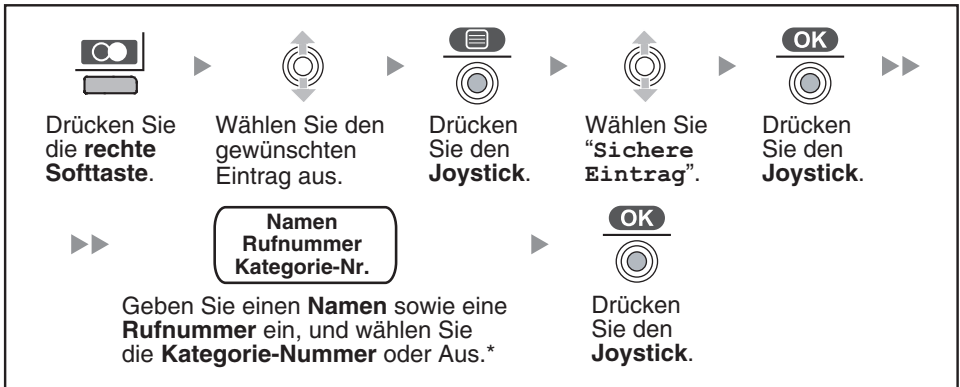 OK
OK
Drücken Sie
die rechte
Softtaste.
Wählen Sie den
gewünschten
Eintrag aus.
Drücken
Sie den
Joystick.
Wählen Sie
“Sichere
Eintrag”.
Drücken
Sie den
Joystick.
Namen
Rufnummer
Kategorie-Nr.
Geben Sie einen Namen sowie eine
Rufnummer ein, und wählen Sie
die Kategorie-Nummer oder Aus.*
Drücken
Sie den
Joystick.